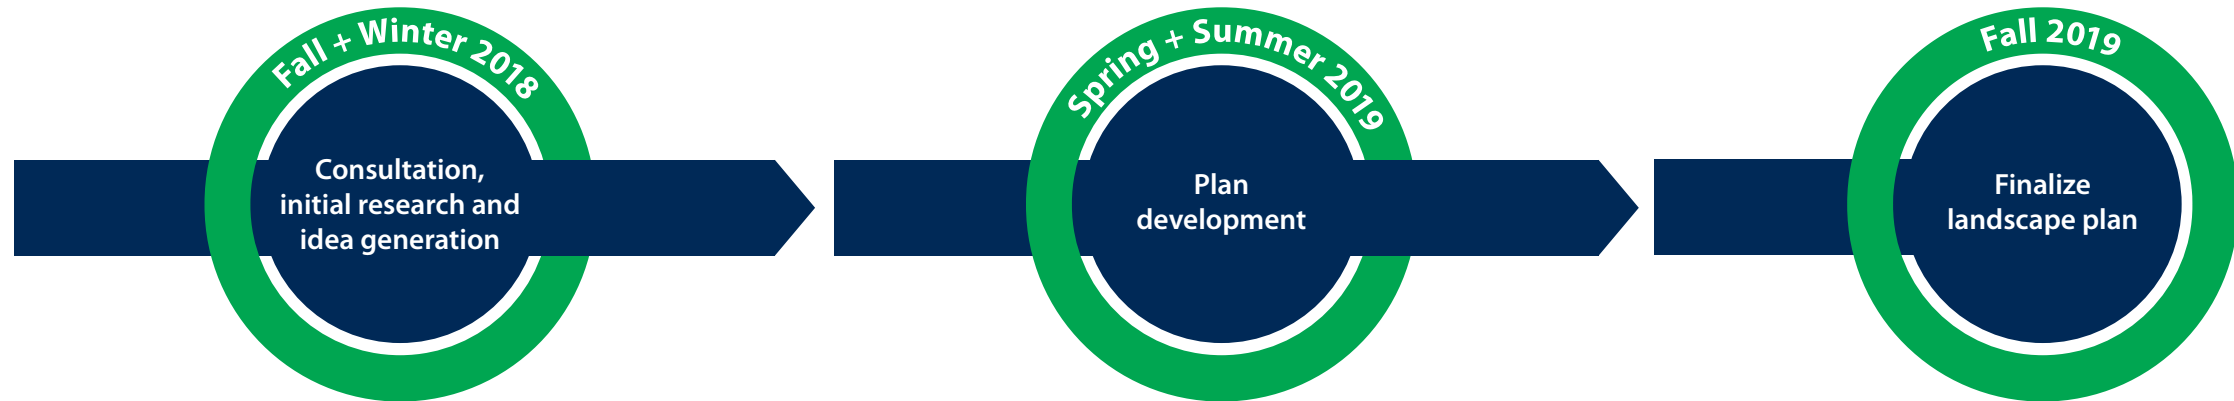 Fall + Winter 2018
Consultation,
initial research and
idea generation
Spring + Summer 2019
Plan
development
Fall 2019
Finalize
landscape plan